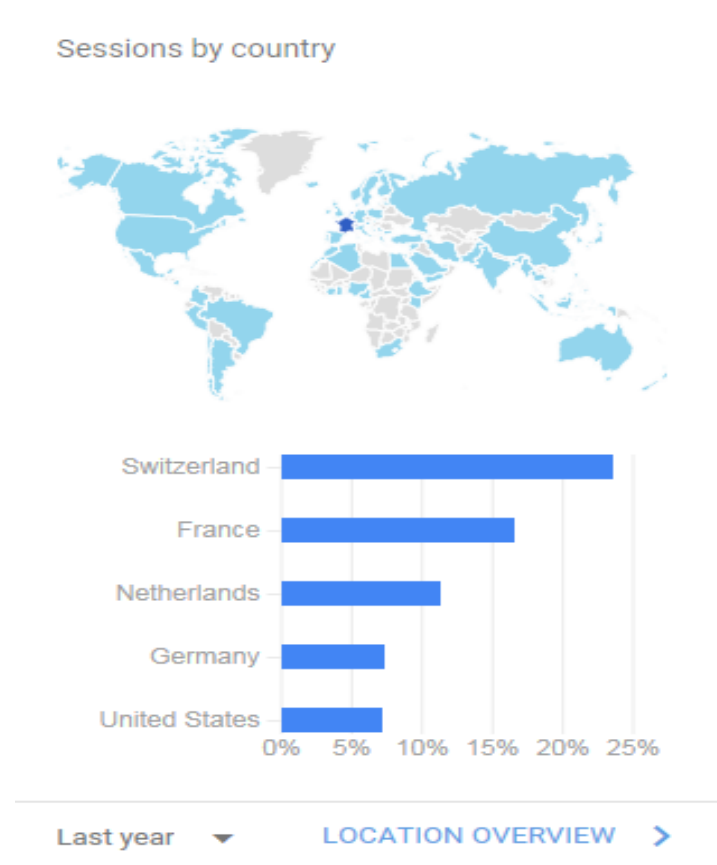 Sessions by country
Switzerland
France
Netherlands
Germany
United States
0% 5% 10% 15% 20% 25%
Last year LOCATION OVERVIEW